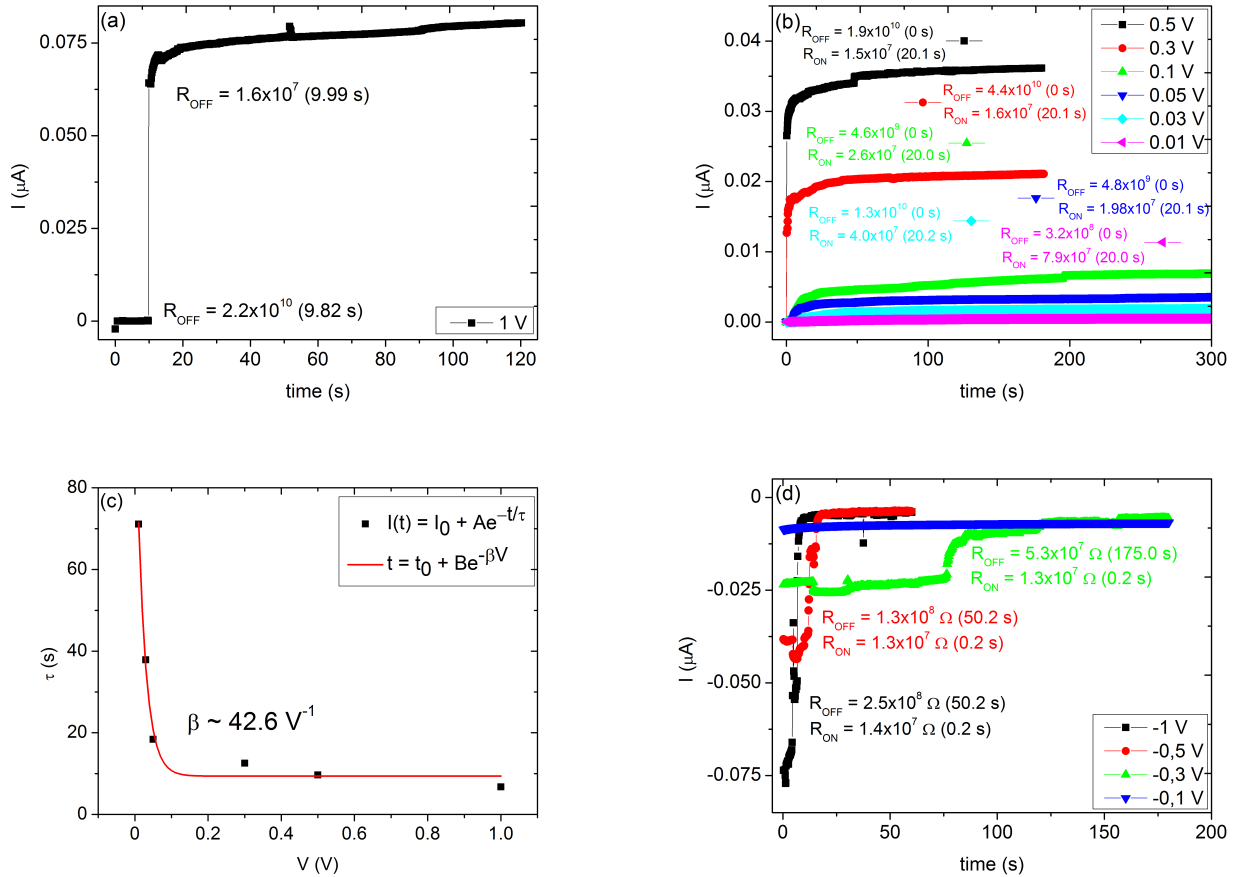 (a)
0.075
0.050
0.025
0
I (μA)
R_OFF = 1.6x10^7 (9.99 s)
R_OFF = 2.2x10^10 (9.82 s)
1 V
0 20 40 60 80 100 120
time (s)
(b)
0.04
0.03
0.02
0.01
0.00
I (μA)
R_OFF = 1.9x10^10 (0 s)
R_ON = 1.5x10^7 (20.1 s)
R_OFF = 4.4x10^10 (0 s)
R_ON = 1.6x10^7 (20.1 s)
R_OFF = 4.6x10^9 (0 s)
R_ON = 2.6x10^7 (20.0 s)
R_OFF = 4.8x10^9 (0 s)
R_ON = 1.98x10^7 (20.1 s)
R_OFF = 1.3x10^10 (0 s)
R_ON = 4.0x10^7 (20.2 s)
R_OFF = 3.2x10^8 (0 s)
R_ON = 7.9x10^7 (20.0 s)
0.5 V
0.3 V
0.1 V
0.05 V
0.03 V
0.01 V
0 100 200 300
time (s)
(c)
80
60
40
20
0
τ (s)
I(t) = I_0 + Ae^-t/τ
t = t_0 + Be^-βV
β ~ 42.6 V^-1
0.0 0.2 0.4 0.6 0.8 1.0
V (V)
(d)
0
-0.025
-0.050
-0.075
I (μA)
R_OFF = 5.3x10^7 Ω (175.0 s)
R_ON = 1.3x10^7 Ω (0.2 s)
R_OFF = 1.3x10^8 Ω (50.2 s)
R_ON = 1.3x10^7 Ω (0.2 s)
R_OFF = 2.5x10^8 Ω (50.2 s)
R_ON = 1.4x10^7 Ω (0.2 s)
-1 V
-0,5 V
-0,3 V
-0,1 V
0 50 100 150 200
time (s)